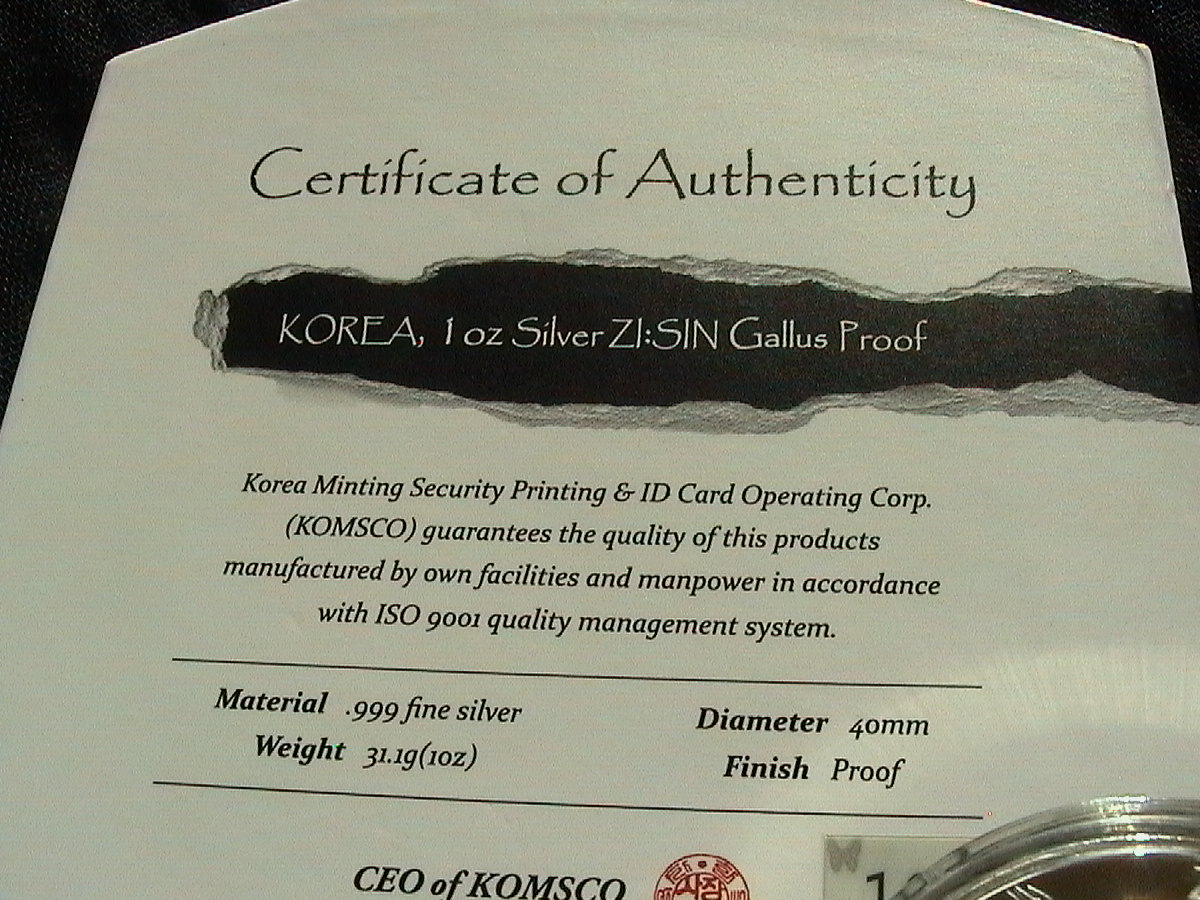 Certificate of Authenticity
KOREA, 1 oz Silver ZI:SIN Gallus Proof
Korea Minting Security Printing & ID Card Operating Corp.
(KOMSCO) guarantees the quality of this products
manufactured by own facilities and manpower in accordance
with ISO 9001 quality management system.
Material .999 fine silver
Diameter 40mm
Weight 31.1g(1oz)
Finish Proof
CEO of KOMSCO